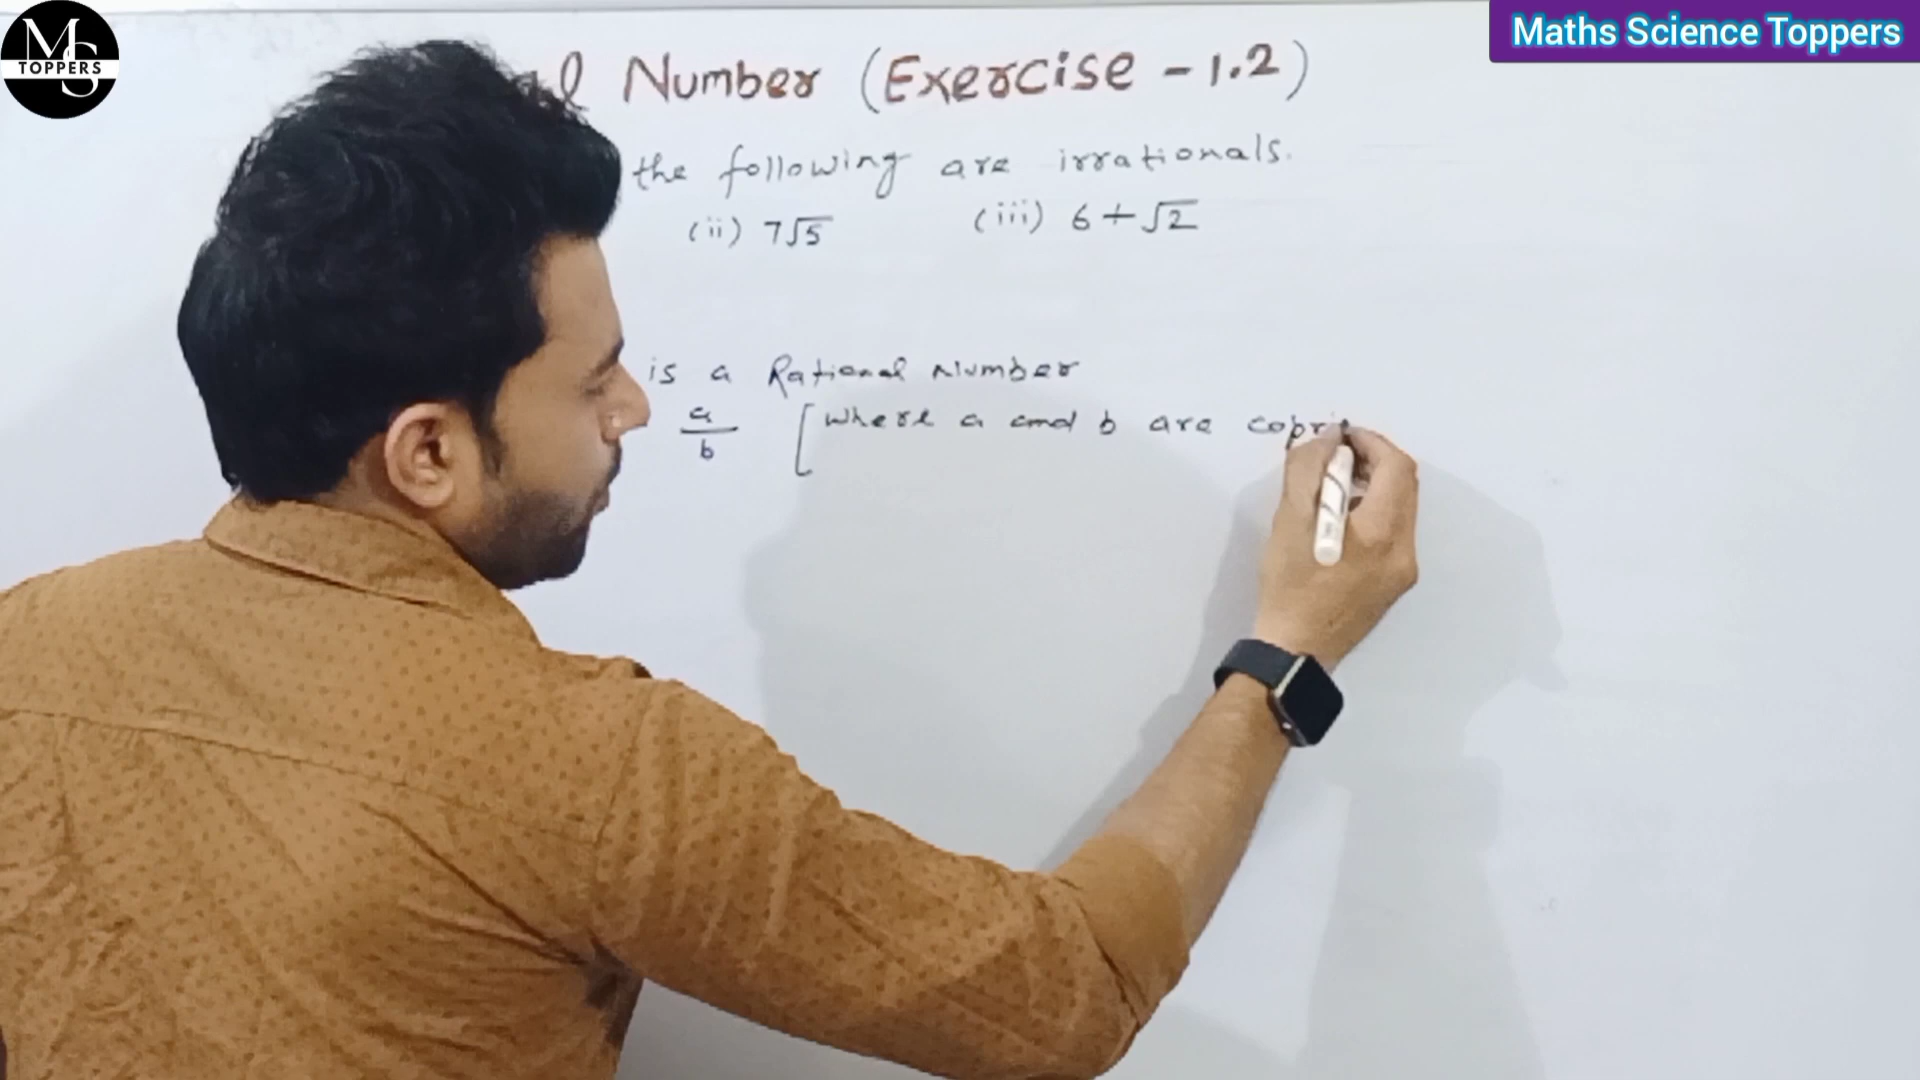 MS
TOPPERS
Maths Science Toppers
Number (Exercise - 1.2)
the following are irrationals.
(ii) 7√5 (iii) 6+√2
is a Rational Number
a/b [where a and b are copri